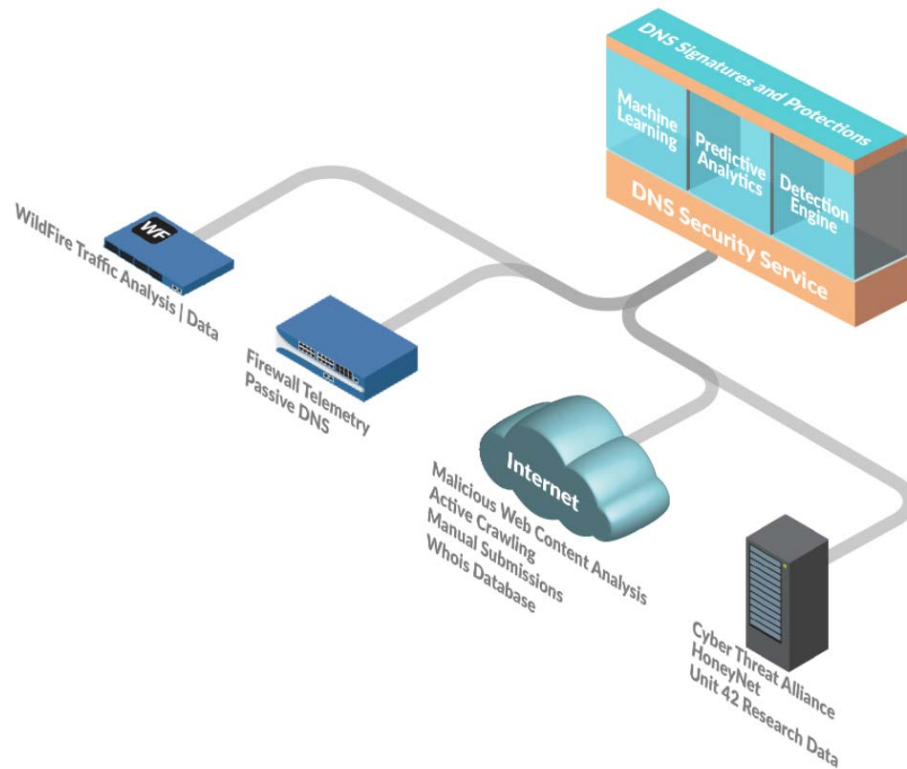 DNS Signatures and Protections
Machine
Learning
Predictive
Analytics
Detection
Engine
DNS Security Service
WF
WildFire Traffic Analysis | Data
Firewall Telemetry
Passive DNS
Internet
Malicious Web Content Analysis
Active Crawling
Manual Submissions
Whois Database
Cyber Threat Alliance
HoneyNet
Unit 42 Research Data